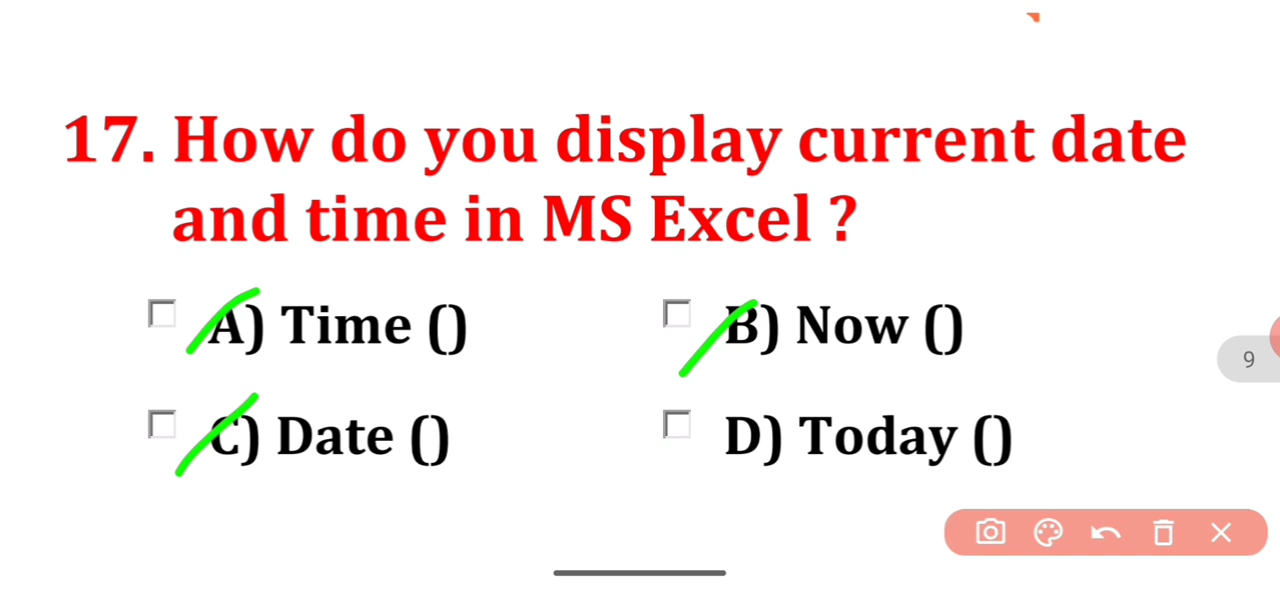 17. How do you display current date
and time in MS Excel ?
A) Time ()
B) Now ()
C) Date ()
D) Today ()
9